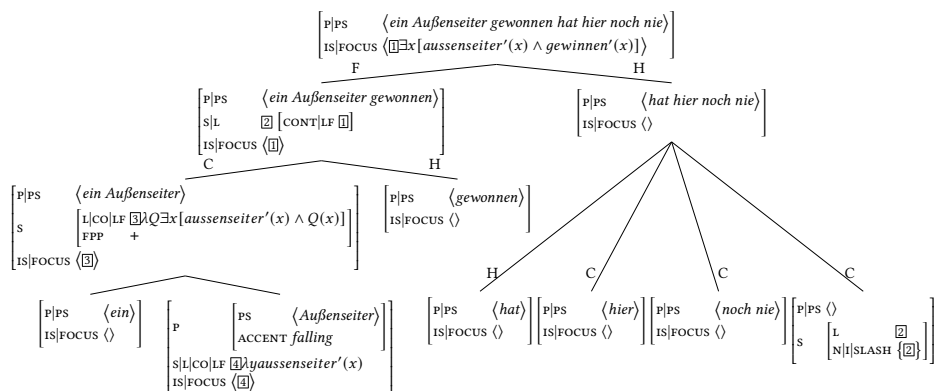 P|PS ⟨ein Außenseiter gewonnen hat hier noch nie⟩
IS|FOCUS ⟨[1]∃x[aussenseiter′(x) ∧ gewinnen′(x)]⟩
F H
P|PS ⟨ein Außenseiter gewonnen⟩
S|L [2] [CONT|LF [1]]
IS|FOCUS ⟨[1]⟩
P|PS ⟨hat hier noch nie⟩
IS|FOCUS ⟨⟩
C H
P|PS ⟨ein Außenseiter⟩
S [L|CO|LF [3]λQ∃x[aussenseiter′(x) ∧ Q(x)]
FPP +]
IS|FOCUS ⟨[3]⟩
P|PS ⟨gewonnen⟩
IS|FOCUS ⟨⟩
H C C C
P|PS ⟨ein⟩
IS|FOCUS ⟨⟩
P [PS ⟨Außenseiter⟩
ACCENT falling]
S|L|CO|LF [4]λyaussenseiter′(x)
IS|FOCUS ⟨[4]⟩
P|PS ⟨hat⟩
IS|FOCUS ⟨⟩
P|PS ⟨hier⟩
IS|FOCUS ⟨⟩
P|PS ⟨noch nie⟩
IS|FOCUS ⟨⟩
P|PS ⟨⟩
S [L [2]
N|I|SLASH {[2]}]